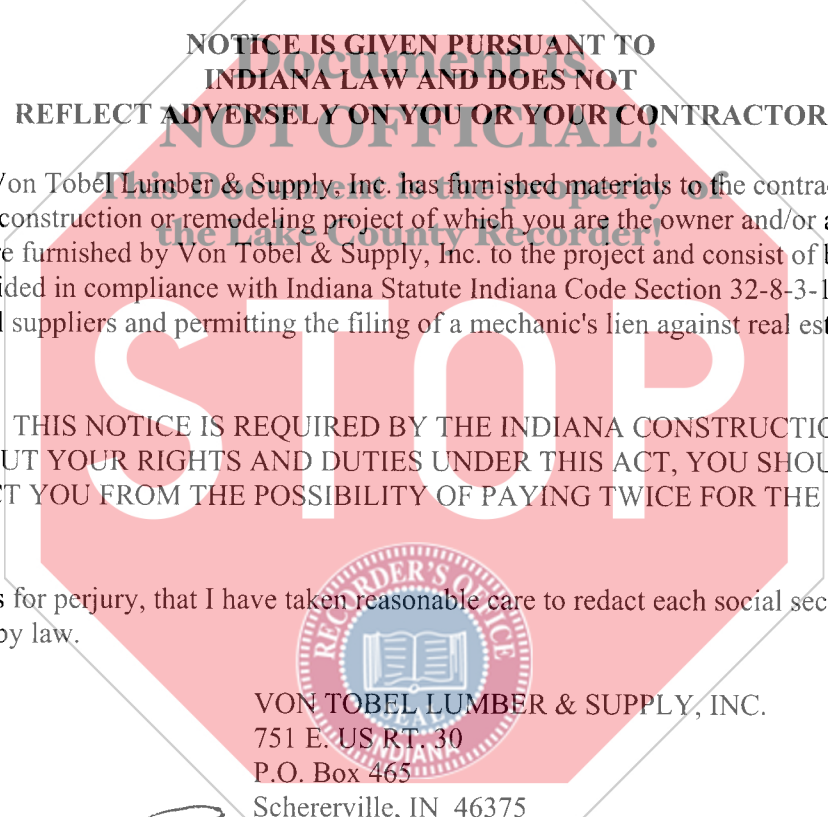 NOTICE IS GIVEN PURSUANT TO
INDIANA LAW AND DOES NOT
REFLECT ADVERSELY ON YOU OR YOUR CONTRACTOR
Document is
NOT OFFICIAL!
This Document is the property of
the Lake County Recorder!
Von Tobel Lumber & Supply, Inc. has furnished materials to the contra
construction or remodeling project of which you are the owner and/or a
e furnished by Von Tobel & Supply, Inc. to the project and consist of b
ided in compliance with Indiana Statute Indiana Code Section 32-8-3-1
l suppliers and permitting the filing of a mechanic's lien against real est
STOP
THIS NOTICE IS REQUIRED BY THE INDIANA CONSTRUCTIO
UT YOUR RIGHTS AND DUTIES UNDER THIS ACT, YOU SHOU
CT YOU FROM THE POSSIBILITY OF PAYING TWICE FOR THE
s for perjury, that I have taken reasonable care to redact each social sec
by law.
RECORDER'S OFFICE
SEAL
INDIANA
VON TOBEL LUMBER & SUPPLY, INC.
751 E. US RT. 30
P.O. Box 465
Schererville, IN 46375